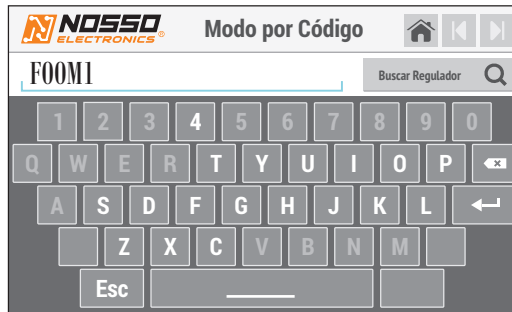 NOSSO ELECTRONICS® Modo por Código
F00M1 Buscar Regulador
1 2 3 4 5 6 7 8 9 0
Q W E R T Y U I O P
A S D F G H J K L
Z X C V B N M
Esc